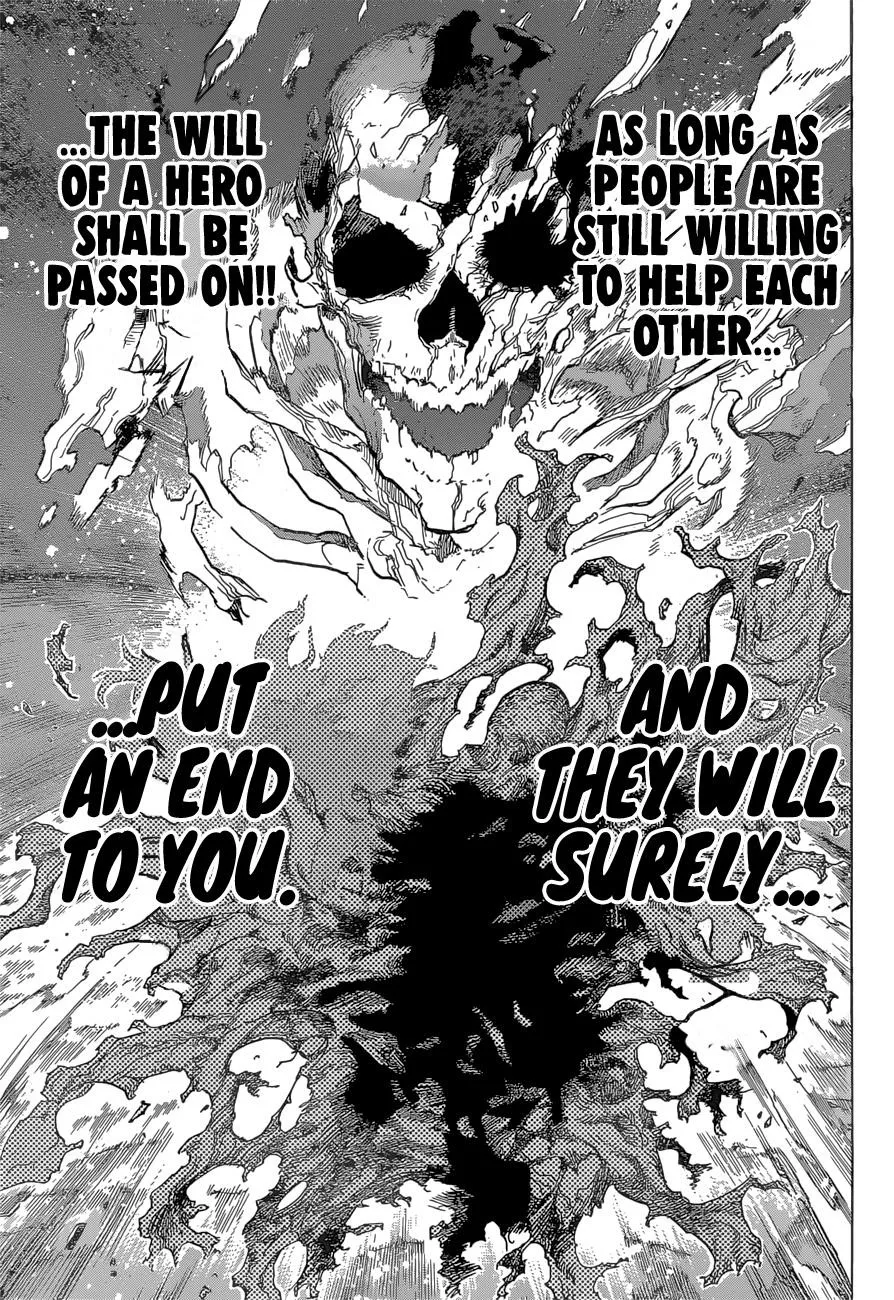 AS LONG AS
PEOPLE ARE
STILL WILLING
TO HELP EACH
OTHER...
...THE WILL
OF A HERO
SHALL BE
PASSED ON!!
AND
THEY WILL
SURELY...
...PUT
AN END
TO YOU.